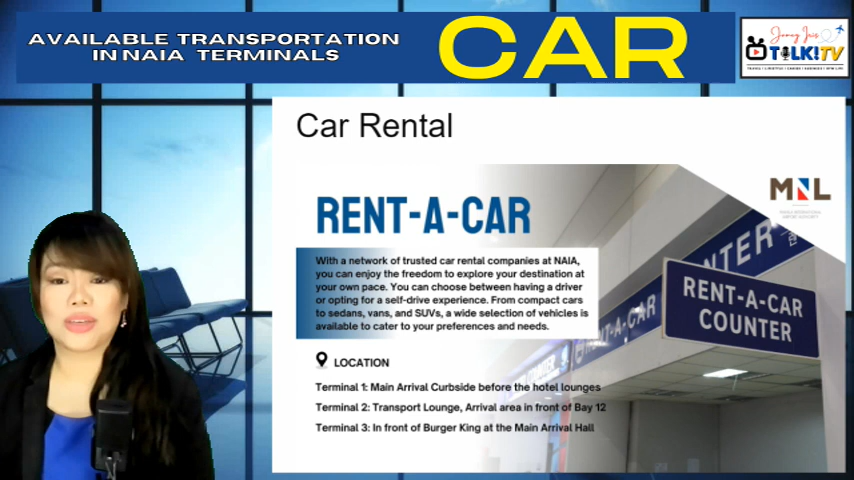 AVAILABLE TRANSPORTATION
IN NAIA TERMINALS
CAR
TALK!TV
Car Rental
RENT-A-CAR
MNL
With a network of trusted car rental companies at NAIA,
you can enjoy the freedom to explore your destination at
your own pace. You can choose between having a driver
or opting for a self-drive experience. From compact cars
to sedans, vans, and SUVs, a wide selection of vehicles is
available to cater to your preferences and needs.
RENT-A-CAR
COUNTER
LOCATION
Terminal 1: Main Arrival Curbside before the hotel lounges
Terminal 2: Transport Lounge, Arrival area in front of Bay 12
Terminal 3: In front of Burger King at the Main Arrival Hall